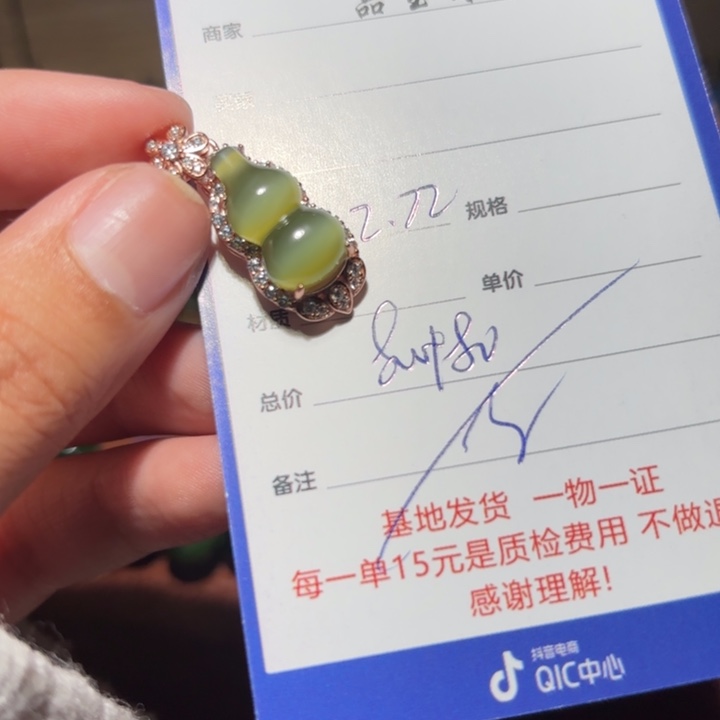 商家
2.72 规格
单价
总价
备注
基地发货 一物一证
每一单15元是质检费用 不做退
感谢理解!
抖音电商
QIC中心